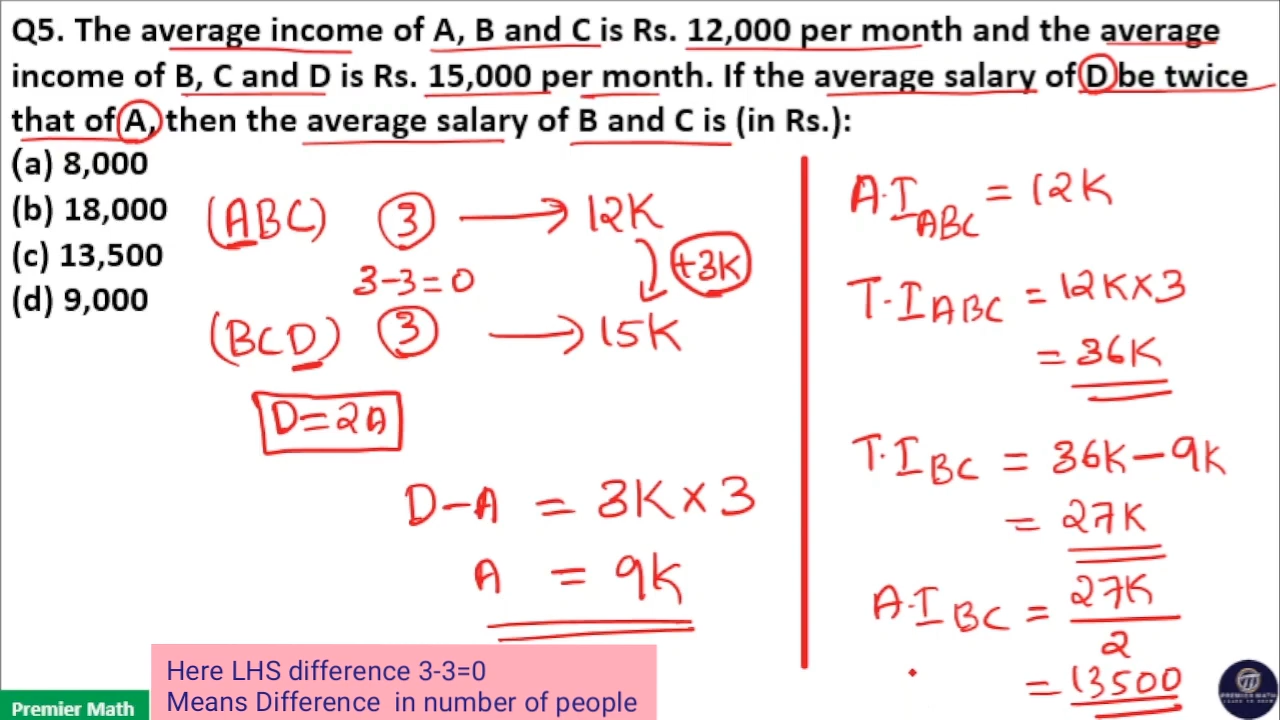 Q5. The average income of A, B and C is Rs. 12,000 per month and the average
income of B, C and D is Rs. 15,000 per month. If the average salary of D be twice
that of A, then the average salary of B and C is (in Rs.):
(a) 8,000
(b) 18,000
(c) 13,500
(d) 9,000
(ABC) 3 → 12K
3-3=0
+3K
(BCD) 3 → 15K
D=2A
D-A = 3K×3
A = 9K
A.I ABC = 12K
T.I ABC = 12K×3
= 36K
T.I BC = 36K-9K
= 27K
A.I BC = 27K
2
= 13500
Here LHS difference 3-3=0
Means Difference in number of people
Premier Math
PREMIER MATH